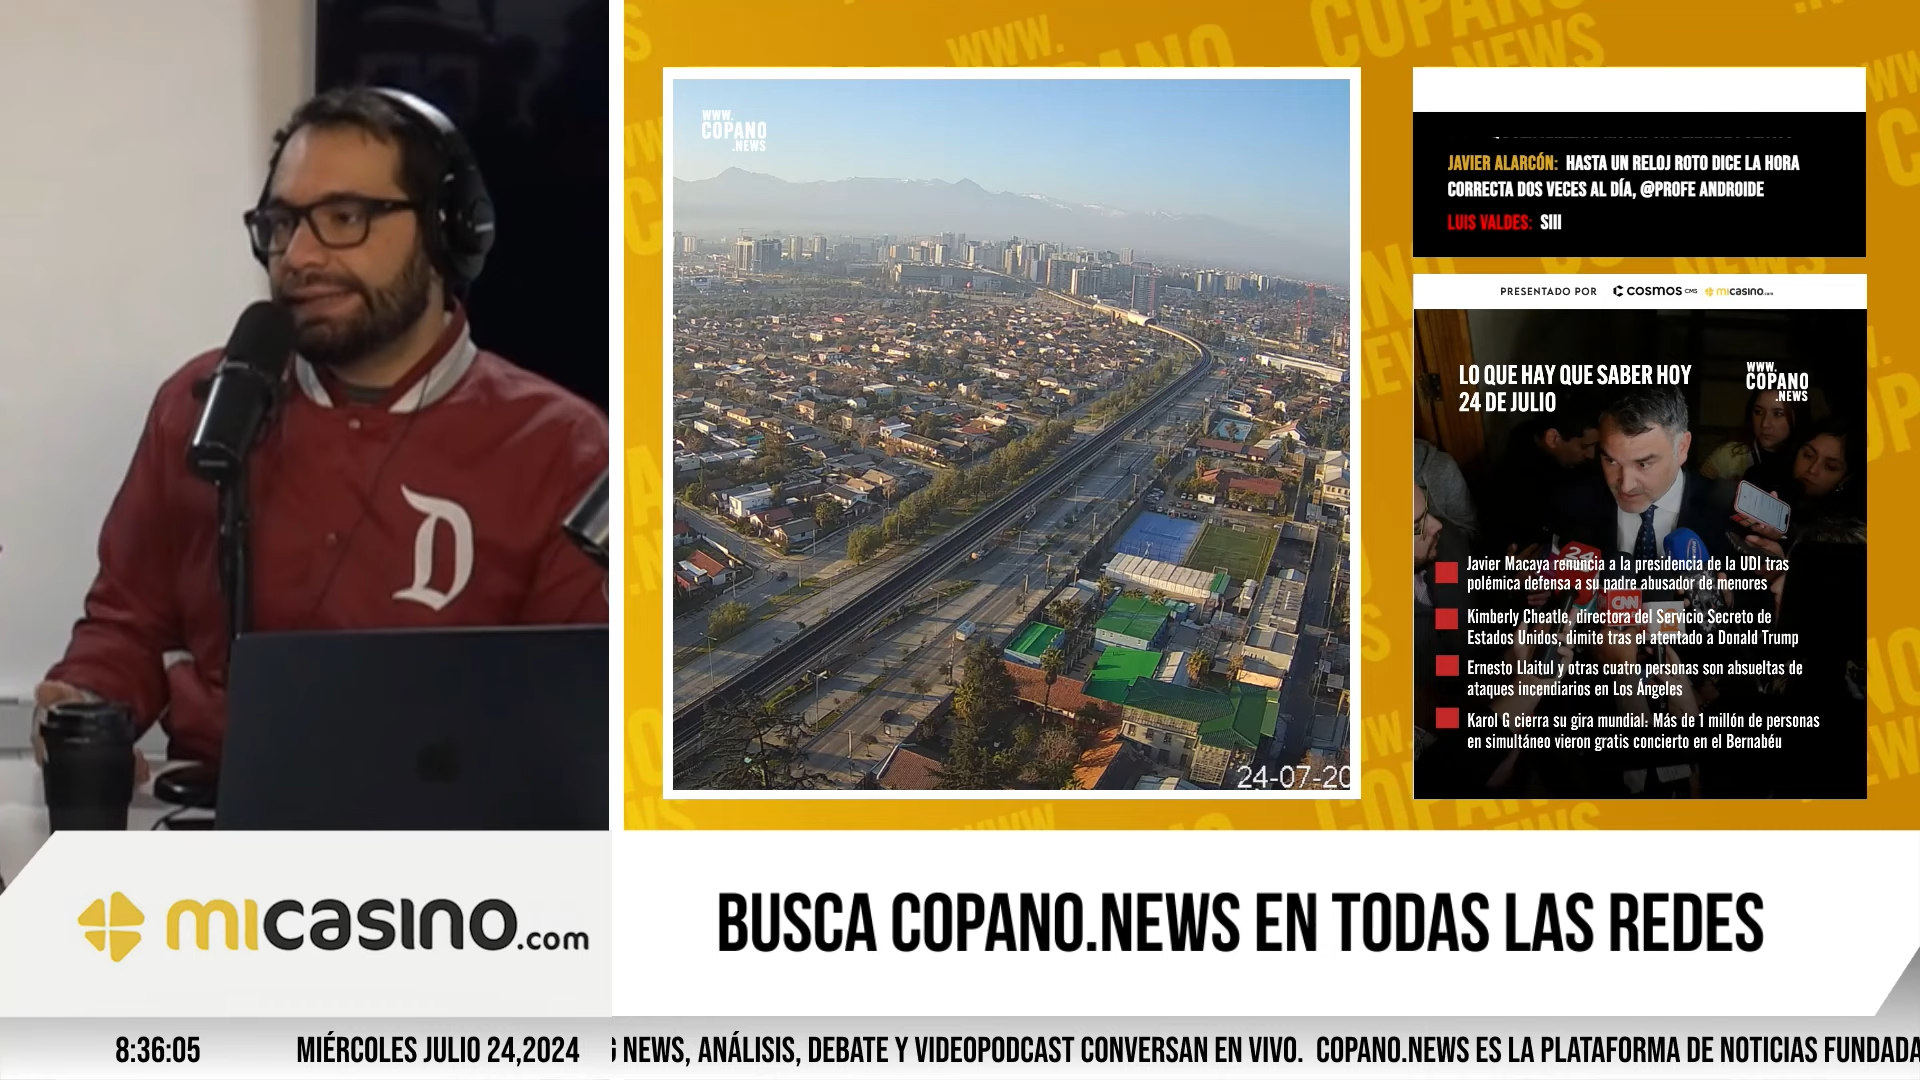 WWW.
COPANO
.NEWS
24-07-20
JAVIER ALARCÓN: HASTA UN RELOJ ROTO DICE LA HORA
CORRECTA DOS VECES AL DÍA, @PROFE ANDROIDE
LUIS VALDES: SIII
PRESENTADO POR COSMOS CMS micasino.com
LO QUE HAY QUE SABER HOY
24 DE JULIO
WWW.
COPANO
.NEWS
Javier Macaya renuncia a la presidencia de la UDI tras
polémica defensa a su padre abusador de menores
Kimberly Cheatle, directora del Servicio Secreto de
Estados Unidos, dimite tras el atentado a Donald Trump
Ernesto Llaitul y otras cuatro personas son absueltas de
ataques incendiarios en Los Ángeles
Karol G cierra su gira mundial: Más de 1 millón de personas
en simultáneo vieron gratis concierto en el Bernabéu
24
CNN
D
micasino.com
BUSCA COPANO.NEWS EN TODAS LAS REDES
8:36:05 MIÉRCOLES JULIO 24,2024 G NEWS, ANÁLISIS, DEBATE Y VIDEOPODCAST CONVERSAN EN VIVO. COPANO.NEWS ES LA PLATAFORMA DE NOTICIAS FUNDADA